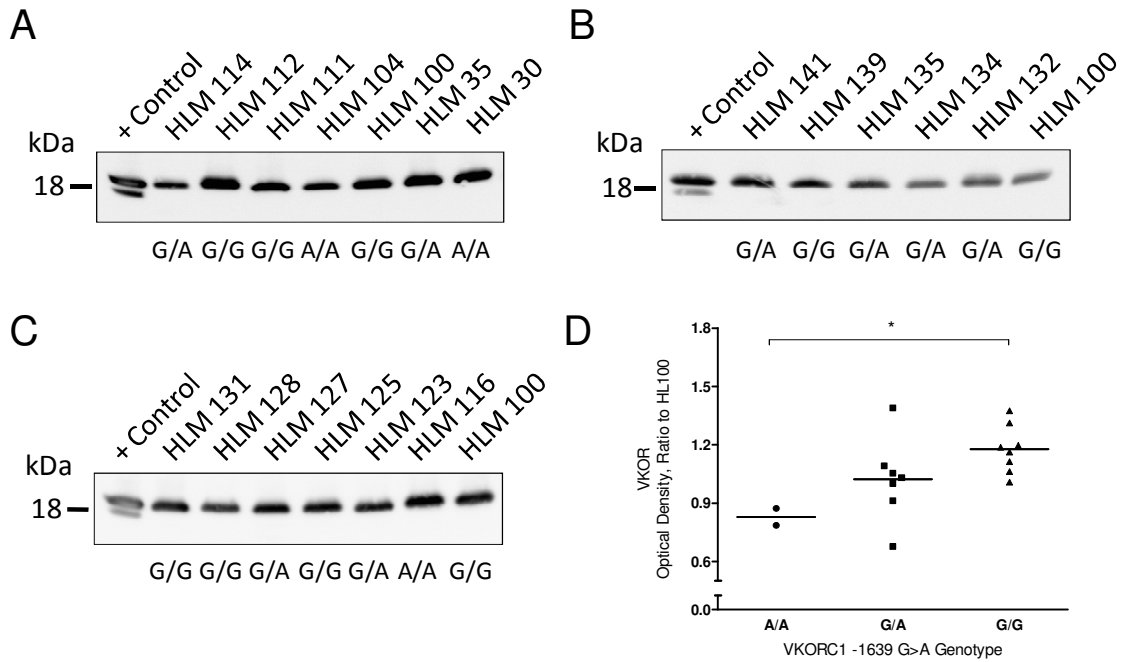 A
+ Control HLM 114 HLM 112 HLM 111 HLM 104 HLM 100 HLM 35 HLM 30
kDa
18
G/A G/G G/G A/A G/G G/A A/A
B
+ Control HLM 141 HLM 139 HLM 135 HLM 134 HLM 132 HLM 100
kDa
18
G/A G/G G/A G/A G/A G/G
C
+ Control HLM 131 HLM 128 HLM 127 HLM 125 HLM 123 HLM 116 HLM 100
kDa
18
G/G G/G G/A G/G G/A A/A G/G
D
VKOR
Optical Density, Ratio to HL100
1.8
1.5
1.2
0.9
0.6
0.0
*
A/A G/A G/G
VKORC1 -1639 G>A Genotype